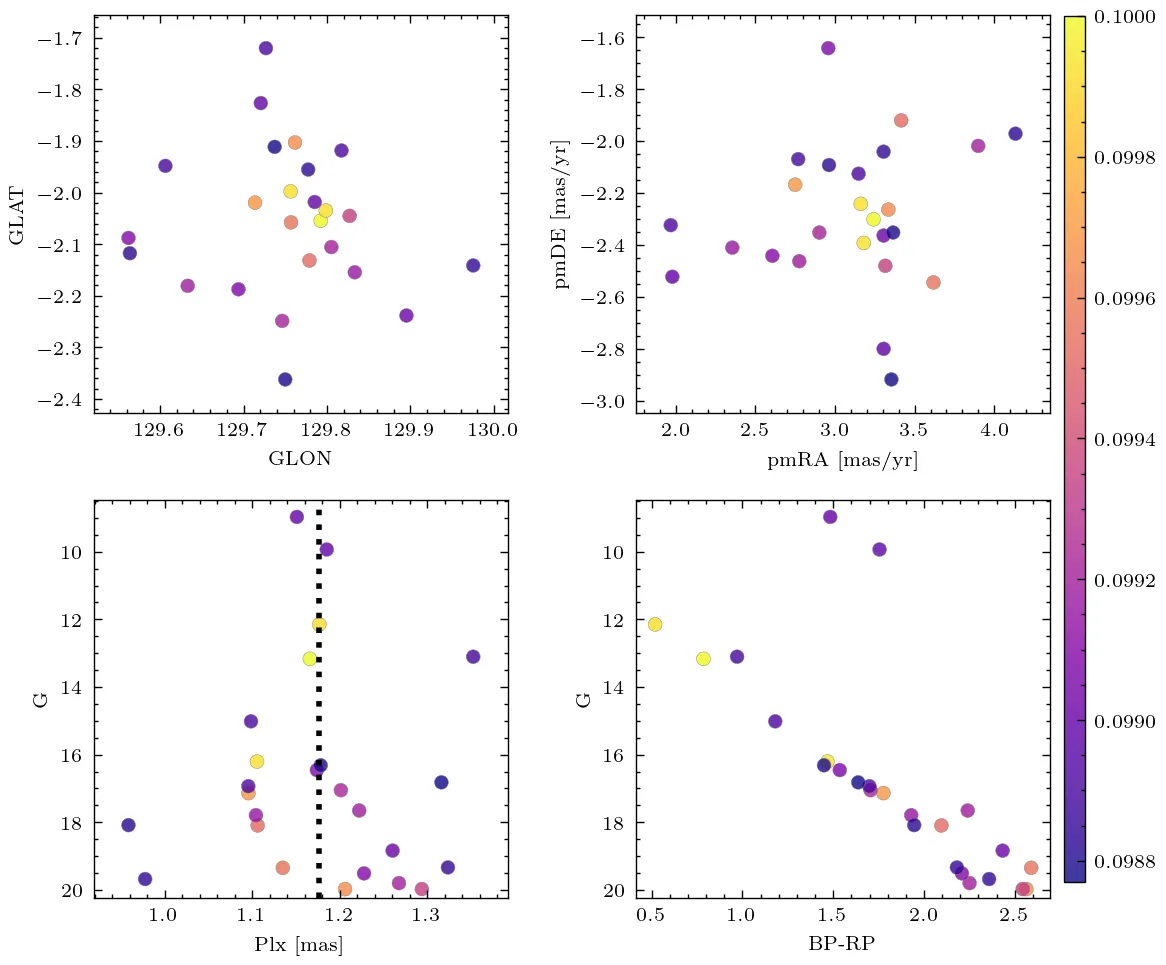 −1.7
−1.8
−1.9
−2.0
−2.1
−2.2
−2.3
−2.4
GLAT
129.6 129.7 129.8 129.9 130.0
GLON
−1.6
−1.8
−2.0
−2.2
−2.4
−2.6
−2.8
−3.0
pmDE [mas/yr]
2.0 2.5 3.0 3.5 4.0
pmRA [mas/yr]
10
12
14
16
18
20
G
1.0 1.1 1.2 1.3
Plx [mas]
10
12
14
16
18
20
G
0.5 1.0 1.5 2.0 2.5
BP-RP
0.1000
0.0998
0.0996
0.0994
0.0992
0.0990
0.0988